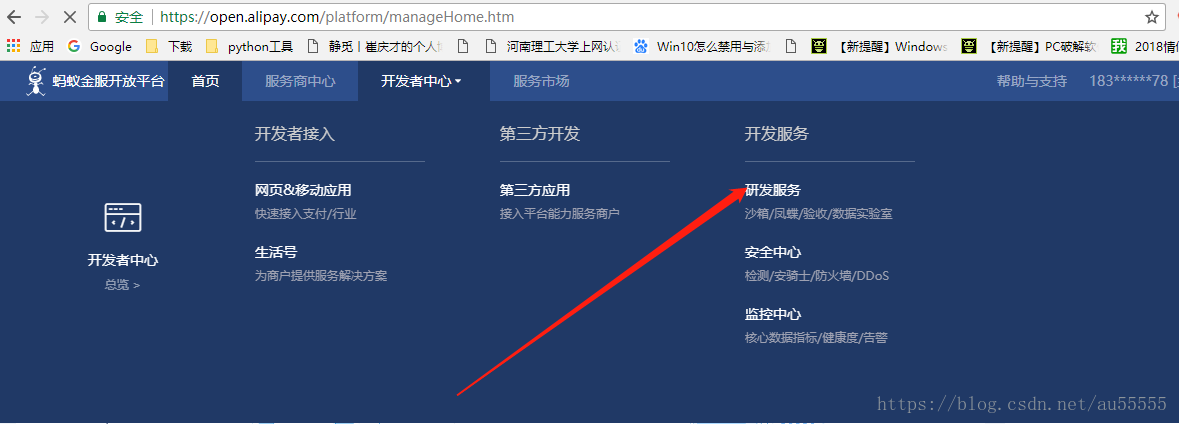 安全 https://open.alipay.com/platform/manageHome.htm
应用 Google 下载 python工具 静觅丨崔庆才的个人 河南理工大学上网认 Win10怎么禁用与添 【新提醒】Windows 【新提醒】PC破解软 找 2018情
蚂蚁金服开放平台 首页 服务商中心 开发者中心 服务市场 帮助与支持 183******78 [
开发者接入 第三方开发 开发服务
网页&移动应用 第三方应用 研发服务
快速接入支付/行业 接入平台能力服务商户 沙箱/凤蝶/验收/数据实验室
生活号 安全中心
开发者中心
为商户提供服务解决方案 检测/安骑士/防火墙/DDoS
总览 >
监控中心
核心数据指标/健康度/告警
https://blog.csdn.net/au55555